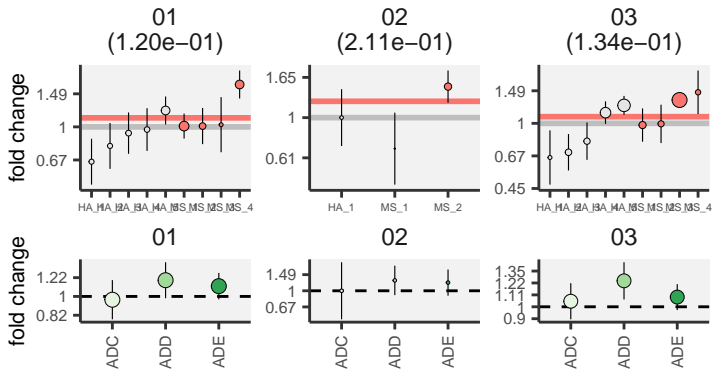 01
(1.20e−01)
02
(2.11e−01)
03
(1.34e−01)
fold change
1.49
1
0.67
1.65
1
0.61
1.49
1
0.67
0.45
HA_1
MS_1
MS_2
MS_4
MS_4
01
02
03
fold change
1.22
1
0.82
1.49
1
0.67
1.35
1.22
1.11
1
0.9
ADC
ADD
ADE
ADC
ADD
ADE
ADC
ADD
ADE